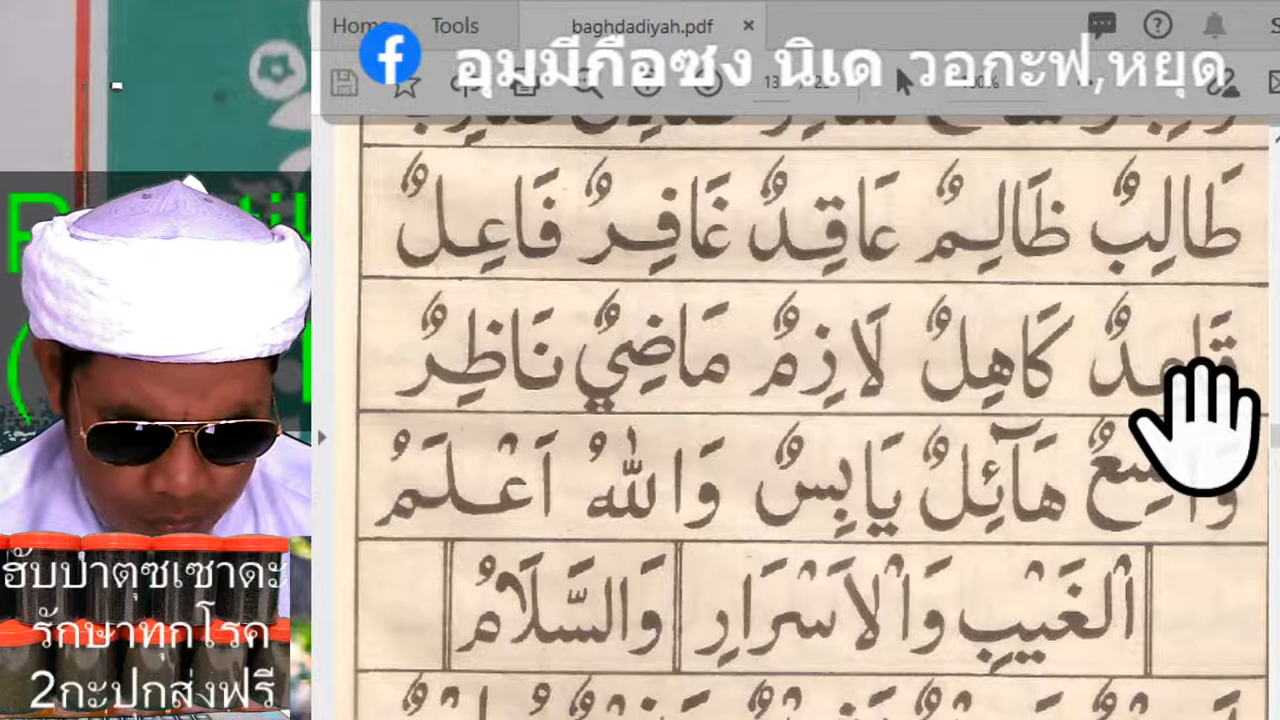 Home Tools baghdadiyah.pdf
อุมมีกือซง นิเด วอกะฟ,หยุด
طَالِبٌ ظَالِمٌ عَاقِدٌ غَافِرٌ فَاعِلٌ
كَاهِلٌ لَازِمٌ مَاضِيٌ نَاظِرٌ
هَآئِلٌ يَابِسٌ وَاللّٰهُ اَعْلَمُ
اْلغَيْبِ وَاْلاَسْرَارِ وَالسَّلَامُ
ฮับบาตุซเซาดะ
รักษาทุกโรค
2กะปุกส่งฟรี